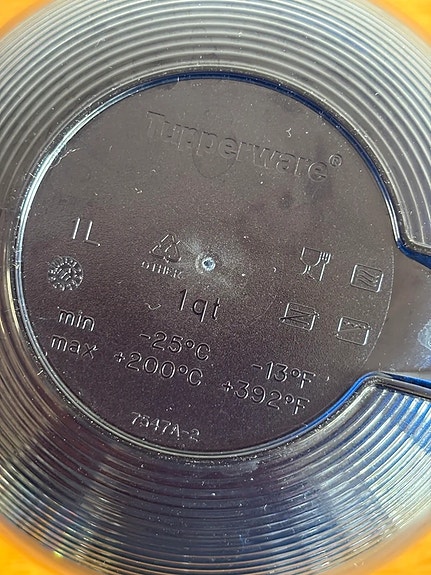 Tupperware®
1L
OTHER
1qt
min -25°C -13°F
max +200°C +392°F
7547A-2